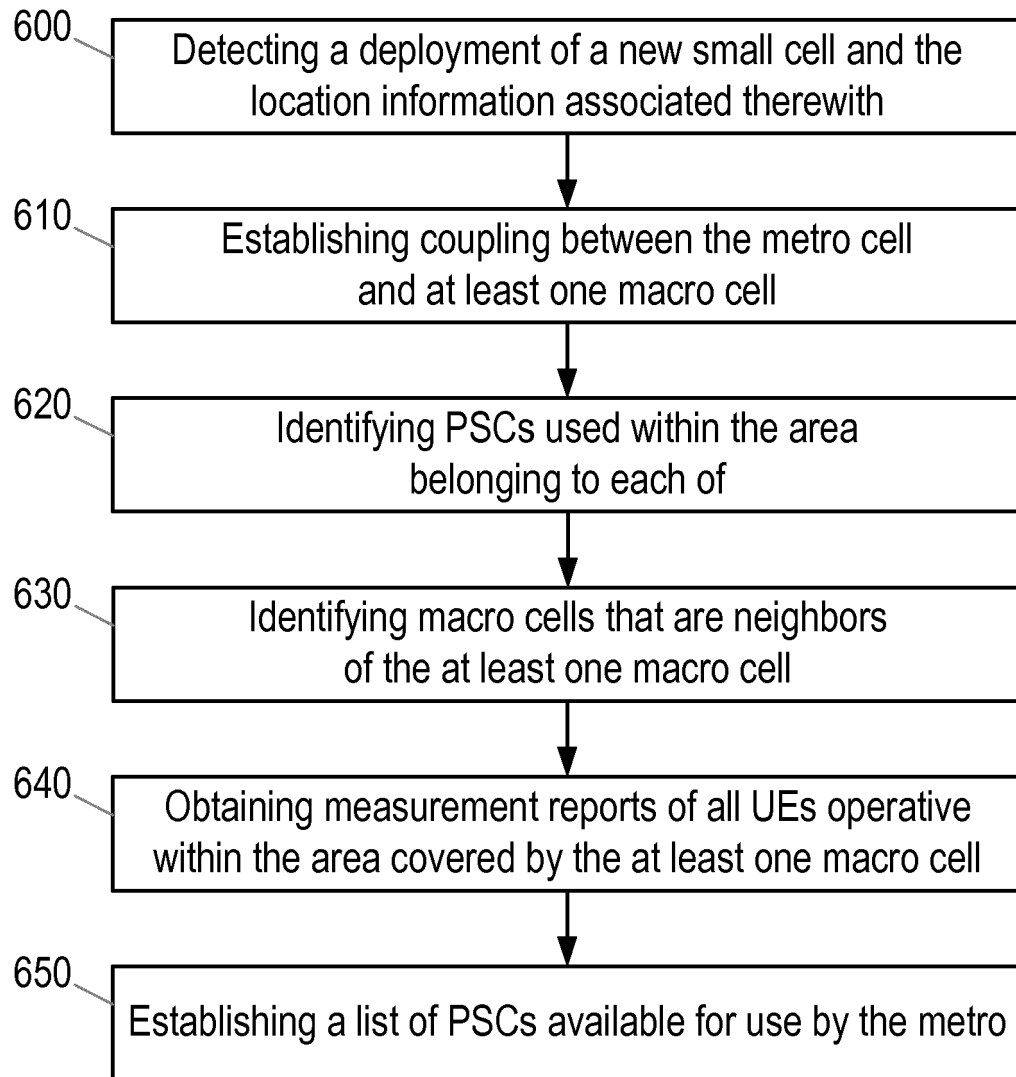 600
Detecting a deployment of a new small cell and the
location information associated therewith
610
Establishing coupling between the metro cell
and at least one macro cell
620
Identifying PSCs used within the area
belonging to each of
630
Identifying macro cells that are neighbors
of the at least one macro cell
640
Obtaining measurement reports of all UEs operative
within the area covered by the at least one macro cell
650
Establishing a list of PSCs available for use by the metro